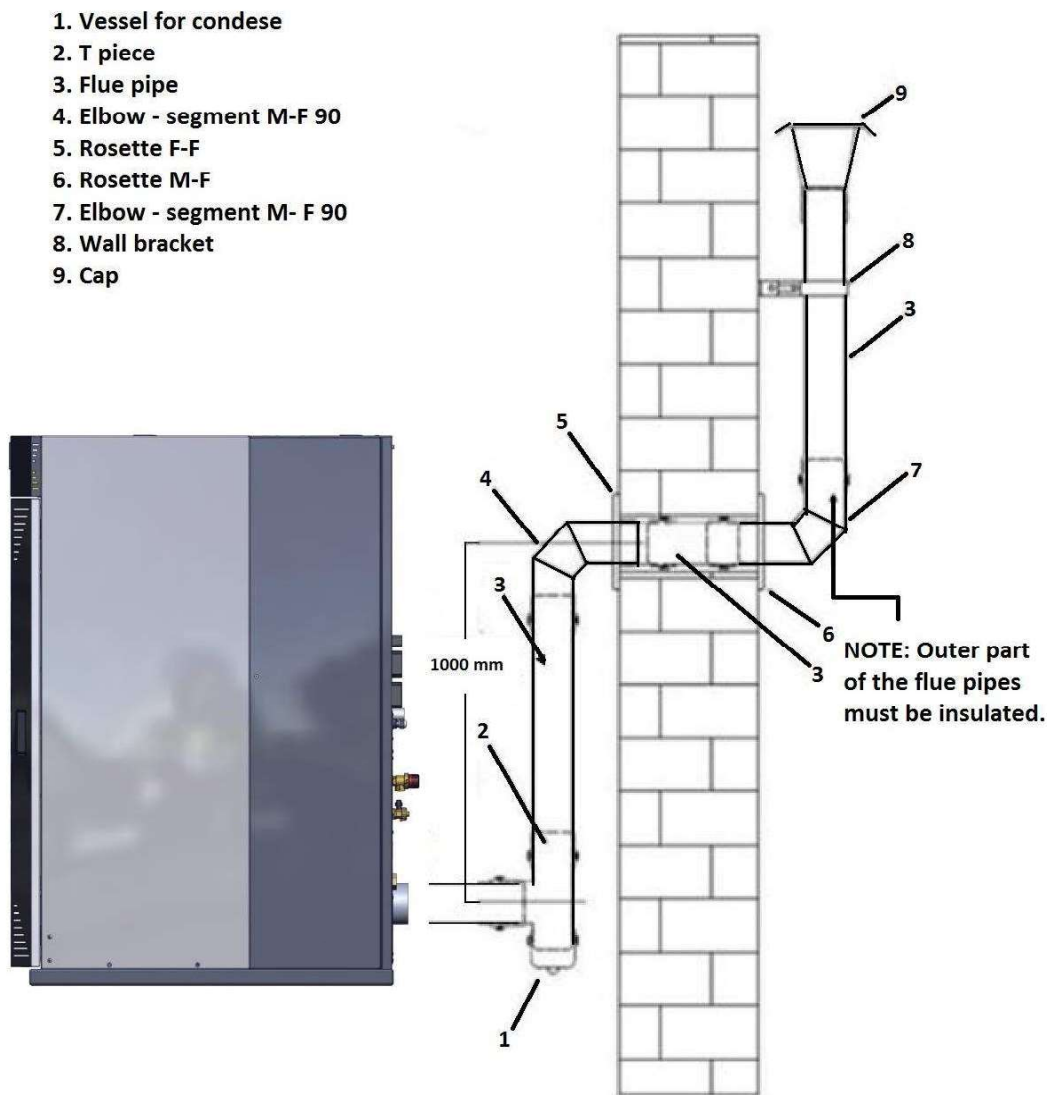 1. Vessel for condese
2. T piece
3. Flue pipe
4. Elbow - segment M-F 90
5. Rosette F-F
6. Rosette M-F
7. Elbow - segment M- F 90
8. Wall bracket
9. Cap
9
8
3
5
4
7
3
6
1000 mm
3
NOTE: Outer part
of the flue pipes
must be insulated.
2
1